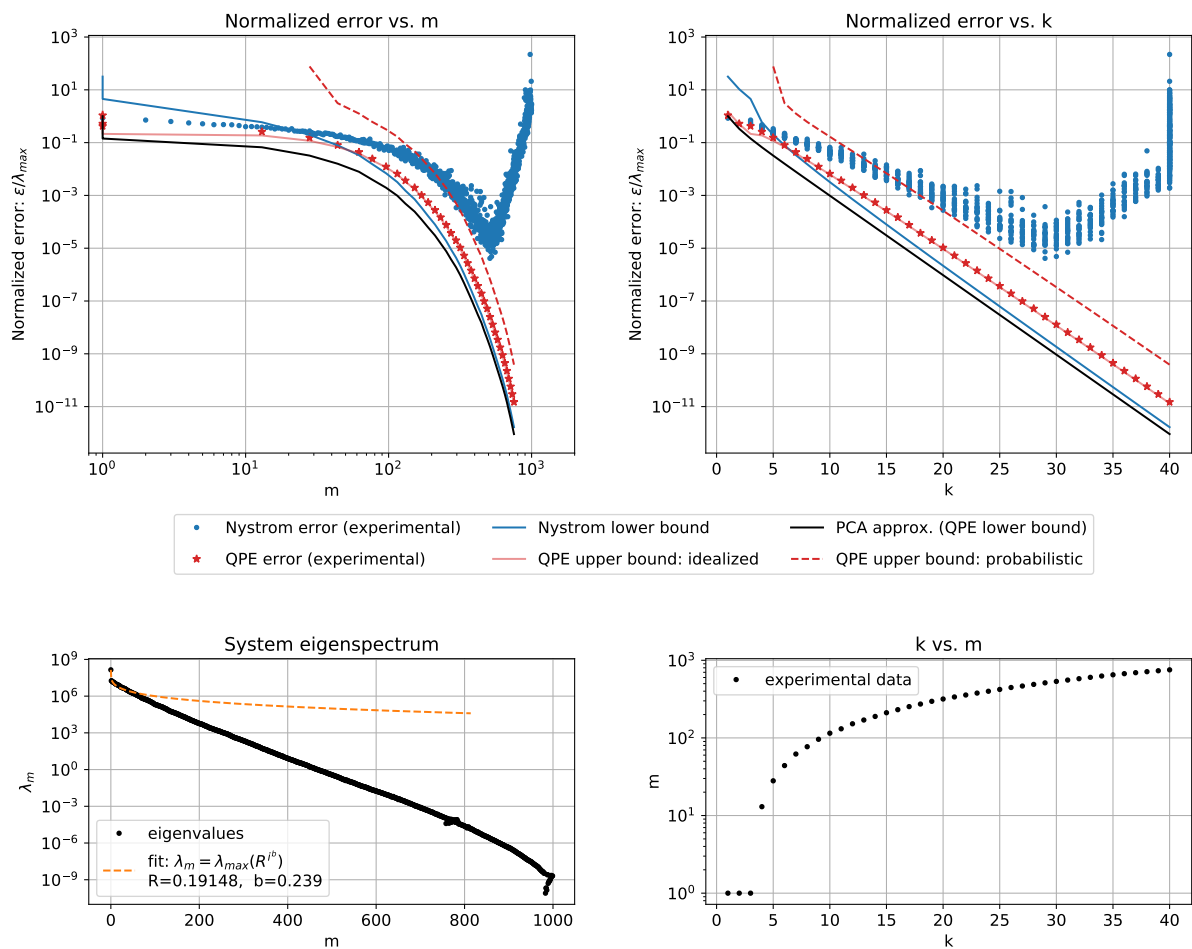 Normalized error vs. m
Normalized error: ε/λ_max
10^3
10^1
10^-1
10^-3
10^-5
10^-7
10^-9
10^-11
10^0 10^1 10^2 10^3
m
Normalized error vs. k
Normalized error: ε/λ_max
10^3
10^1
10^-1
10^-3
10^-5
10^-7
10^-9
10^-11
0 5 10 15 20 25 30 35 40
k
Nystrom error (experimental) Nystrom lower bound PCA approx. (QPE lower bound)
QPE error (experimental) QPE upper bound: idealized QPE upper bound: probabilistic
System eigenspectrum
λ_m
10^9
10^6
10^3
10^0
10^-3
10^-6
10^-9
eigenvalues
fit: λ_m = λ_max(R^{i^b})
R=0.19148, b=0.239
0 200 400 600 800 1000
m
k vs. m
m
10^3
10^2
10^1
10^0
experimental data
0 5 10 15 20 25 30 35 40
k